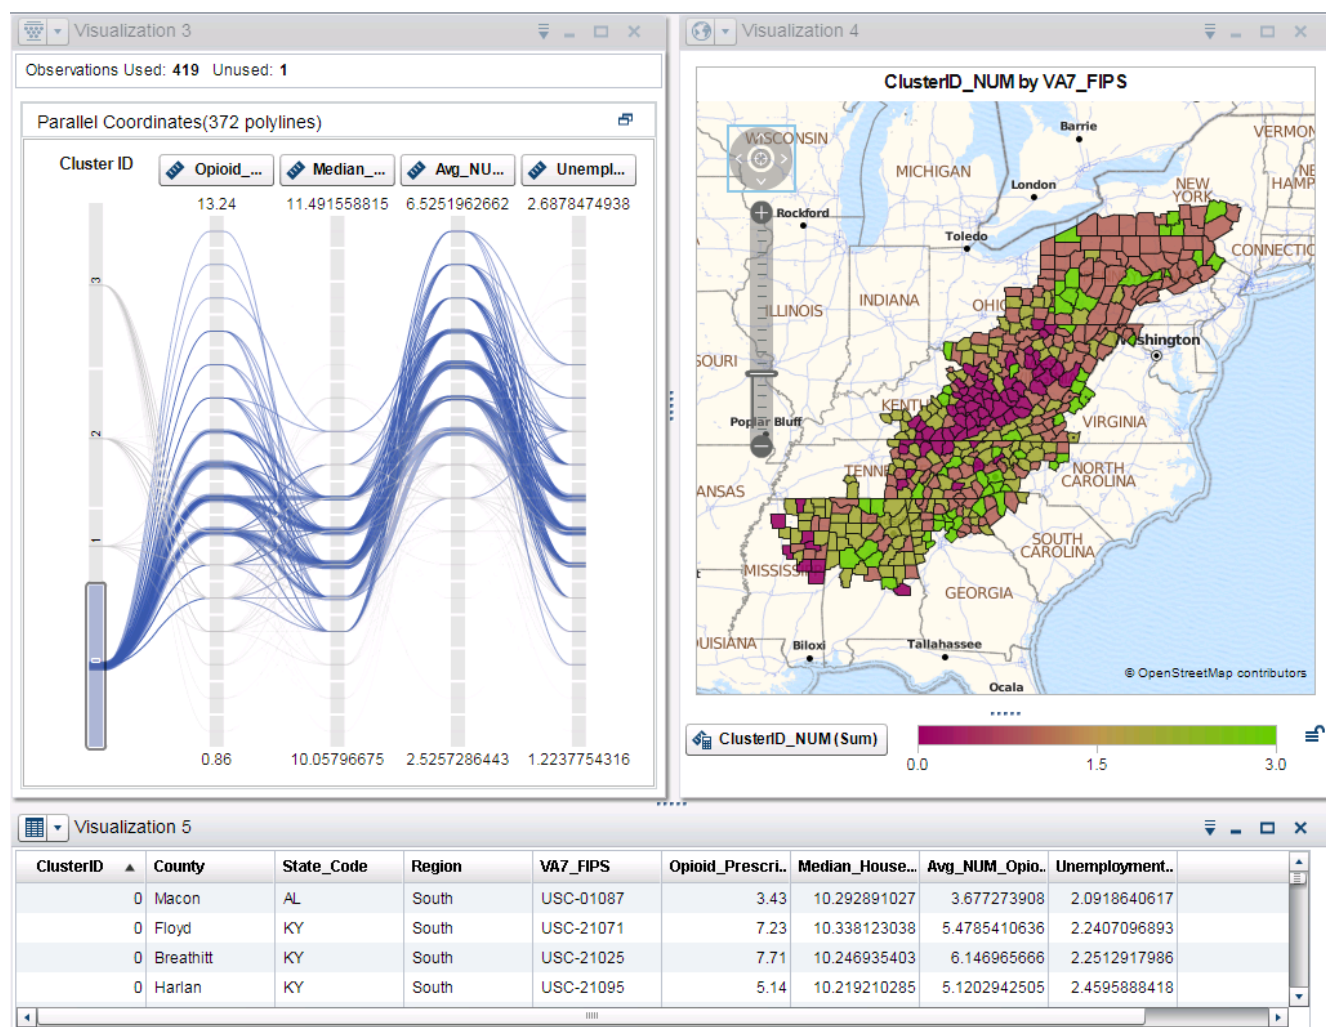 Visualization 3
Observations Used: 419 Unused: 1
Parallel Coordinates(372 polylines)
Cluster ID
Opioid_...
Median_...
Avg_NU...
Unempl...
13.24
11.491558815
6.5251962662
2.6878474938
3
2
1
0
0.86
10.05796675
2.5257286443
1.2237754316
Visualization 4
ClusterID_NUM by VA7_FIPS
Barrie
WISCONSIN
VERMON
MICHIGAN
London
NEW
YORK
NE
HAMP
Rockford
Toledo
CONNECTIC
INDIANA
OHIO
ILLINOIS
shington
SOURI
KENTU
Poplar Bluff
VIRGINIA
TENNE
NORTH
CAROLINA
ANSAS
SOUTH
CAROLINA
MISSISS
GEORGIA
UISIANA
Biloxi
Tallahassee
Ocala
© OpenStreetMap contributors
ClusterID_NUM (Sum)
0.0
1.5
3.0
Visualization 5
ClusterID County State_Code Region VA7_FIPS Opioid_Prescri.. Median_House... Avg_NUM_Opio.. Unemployment..
0 Macon AL South USC-01087 3.43 10.292891027 3.677273908 2.0918640617
0 Floyd KY South USC-21071 7.23 10.338123038 5.4785410636 2.2407096893
0 Breathitt KY South USC-21025 7.71 10.246935403 6.146965666 2.2512917986
0 Harlan KY South USC-21095 5.14 10.219210285 5.1202942505 2.4595888418